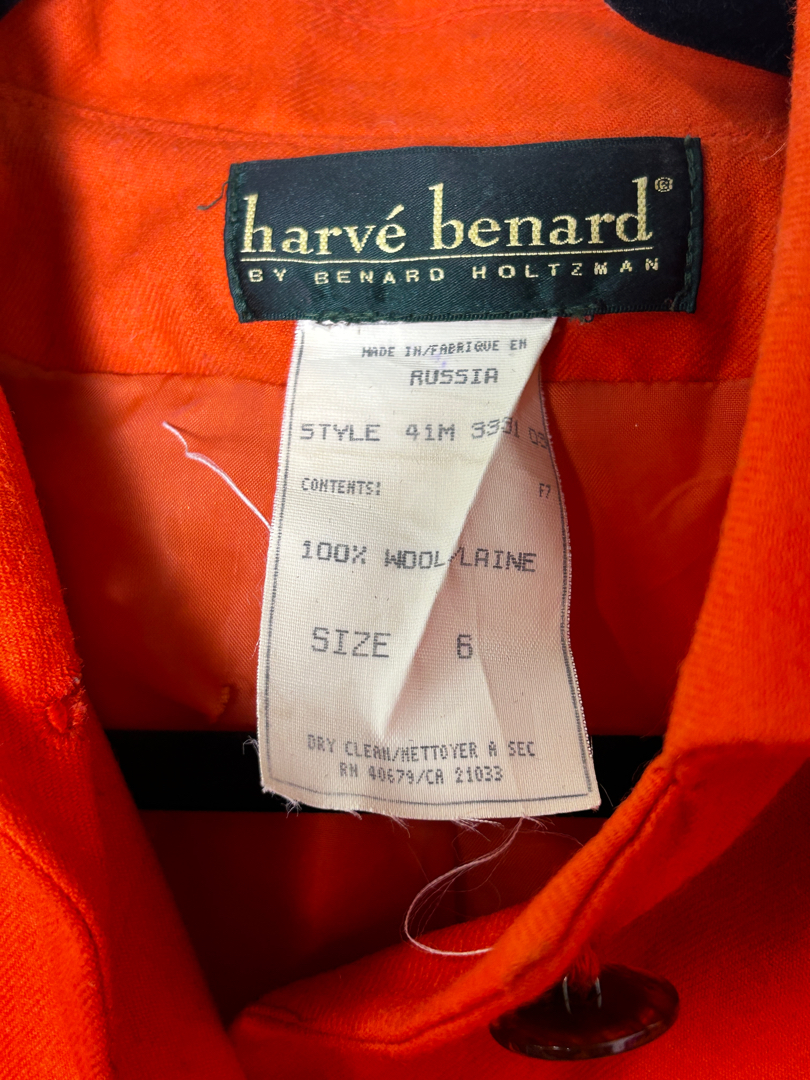 harvé benard®
BY BENARD HOLTZMAN
MADE IN/FABRIQUE EN
RUSSIA
STYLE 41M 3331
CONTENTS: F7
100% WOOL/LAINE
SIZE 6
DRY CLEAN/NETTOYER A SEC
RN 40679/CA 21033